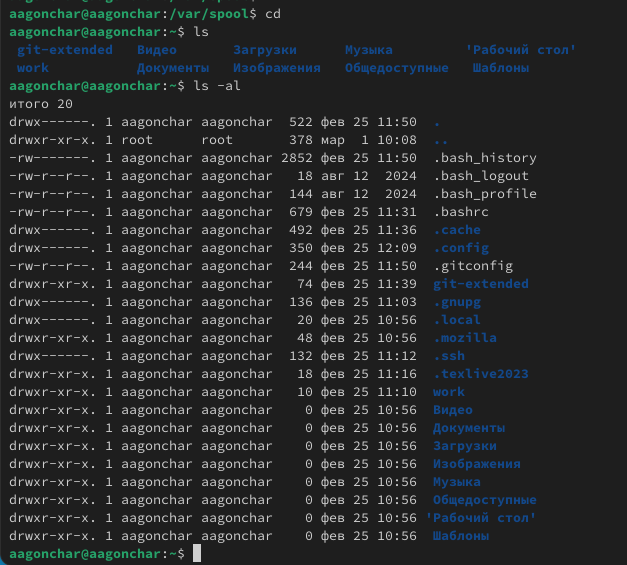 aagonchar@aagonchar:/var/spool$ cd
aagonchar@aagonchar:~$ ls
git-extended Видео Загрузки Музыка 'Рабочий стол'
work Документы Изображения Общедоступные Шаблоны
aagonchar@aagonchar:~$ ls -al
итого 20
drwx------. 1 aagonchar aagonchar 522 фев 25 11:50 .
drwxr-xr-x. 1 root root 378 мар 1 10:08 ..
-rw-------. 1 aagonchar aagonchar 2852 фев 25 11:50 .bash_history
-rw-r--r--. 1 aagonchar aagonchar 18 авг 12 2024 .bash_logout
-rw-r--r--. 1 aagonchar aagonchar 144 авг 12 2024 .bash_profile
-rw-r--r--. 1 aagonchar aagonchar 679 фев 25 11:31 .bashrc
drwx------. 1 aagonchar aagonchar 492 фев 25 11:36 .cache
drwx------. 1 aagonchar aagonchar 350 фев 25 12:09 .config
-rw-r--r--. 1 aagonchar aagonchar 244 фев 25 11:50 .gitconfig
drwxr-xr-x. 1 aagonchar aagonchar 74 фев 25 11:39 git-extended
drwx------. 1 aagonchar aagonchar 136 фев 25 11:03 .gnupg
drwx------. 1 aagonchar aagonchar 20 фев 25 10:56 .local
drwxr-xr-x. 1 aagonchar aagonchar 48 фев 25 10:56 .mozilla
drwx------. 1 aagonchar aagonchar 132 фев 25 11:12 .ssh
drwxr-xr-x. 1 aagonchar aagonchar 18 фев 25 11:16 .texlive2023
drwxr-xr-x. 1 aagonchar aagonchar 10 фев 25 11:10 work
drwxr-xr-x. 1 aagonchar aagonchar 0 фев 25 10:56 Видео
drwxr-xr-x. 1 aagonchar aagonchar 0 фев 25 10:56 Документы
drwxr-xr-x. 1 aagonchar aagonchar 0 фев 25 10:56 Загрузки
drwxr-xr-x. 1 aagonchar aagonchar 0 фев 25 10:56 Изображения
drwxr-xr-x. 1 aagonchar aagonchar 0 фев 25 10:56 Музыка
drwxr-xr-x. 1 aagonchar aagonchar 0 фев 25 10:56 Общедоступные
drwxr-xr-x. 1 aagonchar aagonchar 0 фев 25 10:56 'Рабочий стол'
drwxr-xr-x. 1 aagonchar aagonchar 0 фев 25 10:56 Шаблоны
aagonchar@aagonchar:~$